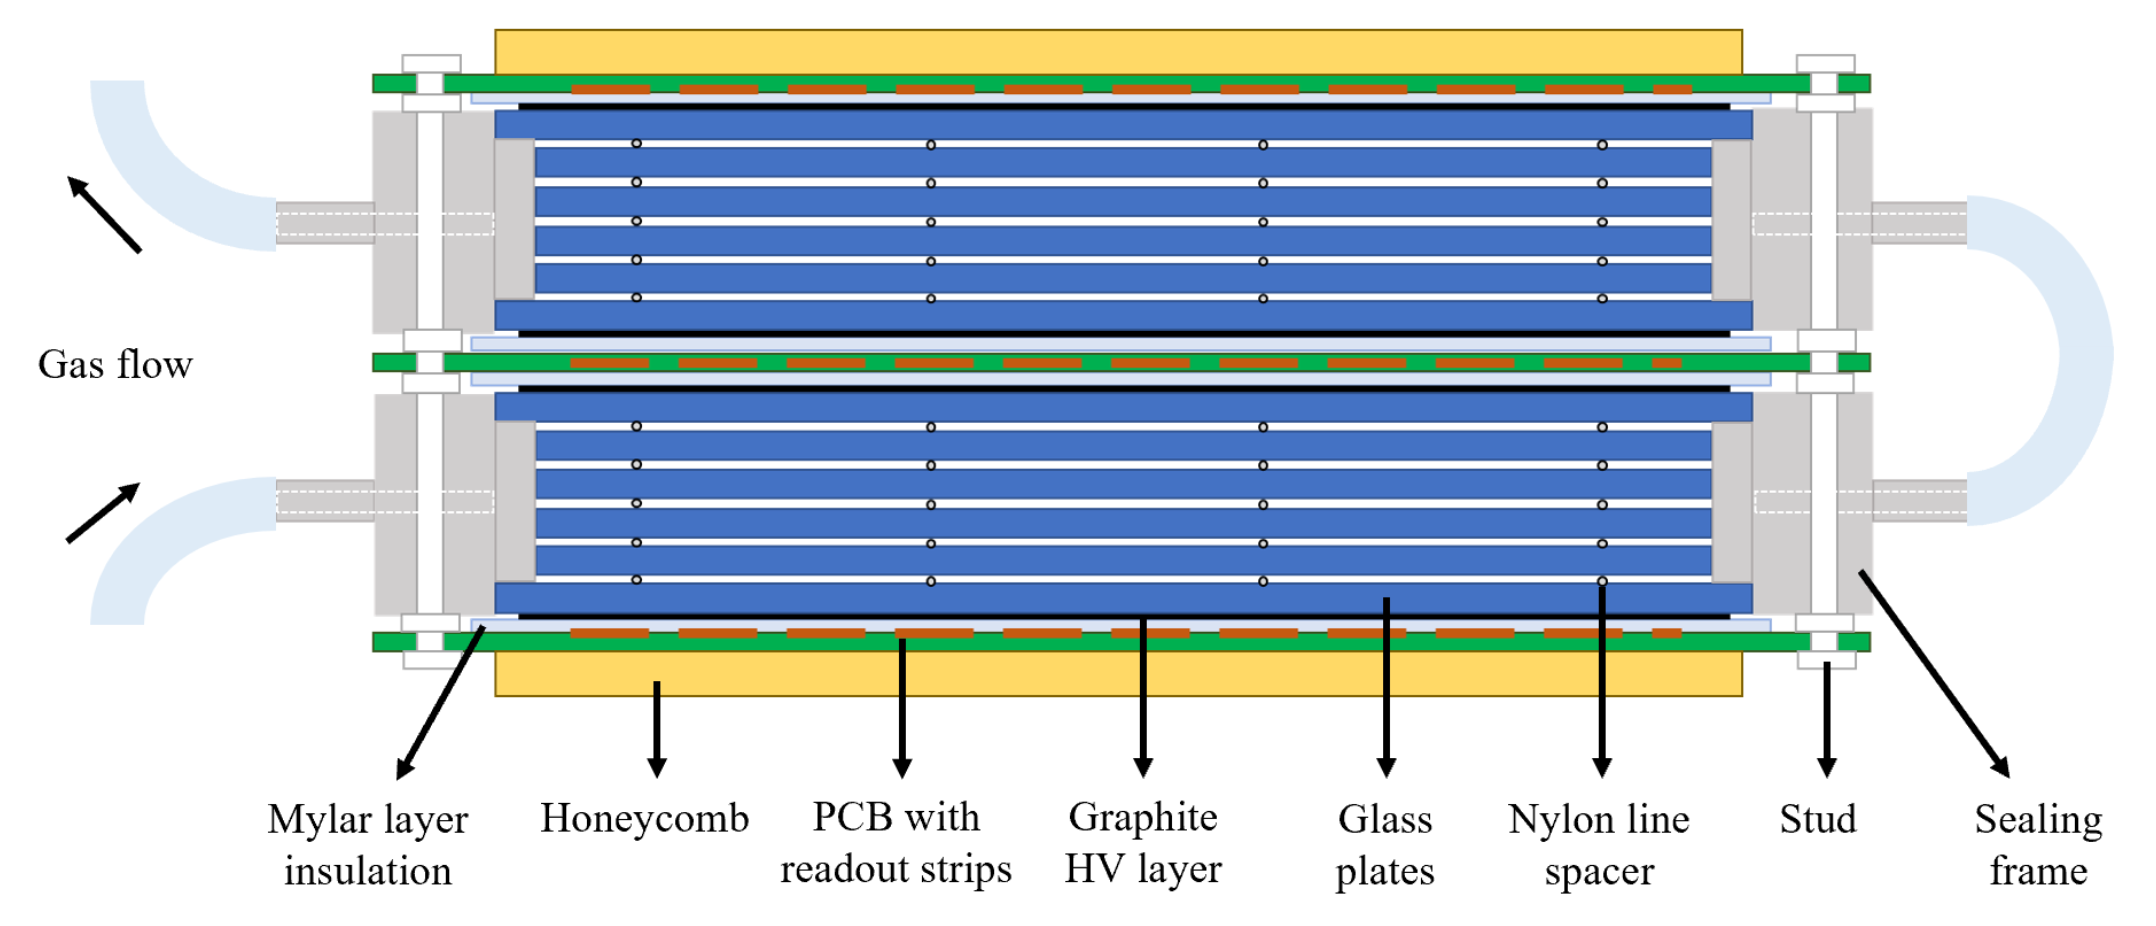 Gas flow
Mylar layer
insulation
Honeycomb
PCB with
readout strips
Graphite
HV layer
Glass
plates
Nylon line
spacer
Stud
Sealing
frame